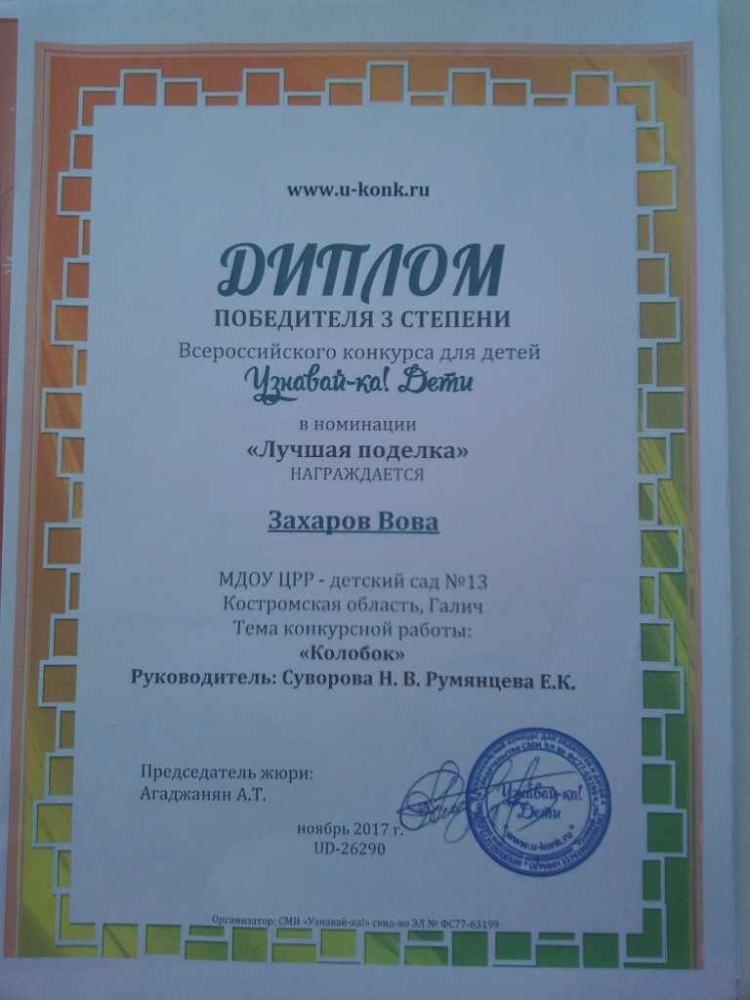 www.u-konk.ru
ДИПЛОМ
ПОБЕДИТЕЛЯ 3 СТЕПЕНИ
Всероссийского конкурса для детей
Узнавай-ка! Дети
в номинации
«Лучшая поделка»
НАГРАЖДАЕТСЯ
Захаров Вова
МДОУ ЦРР - детский сад №13
Костромская область, Галич
Тема конкурсной работы:
«Колобок»
Руководитель: Суворова Н. В. Румянцева Е.К.
Председатель жюри:
Агаджанян А.Т.
ноябрь 2017 г.
UD-26290
Узнавай-ка!
Дети
* www.u-konk.ru *
Организатор: СМИ «Узнавай-ка!» свид-во ЭЛ № ФС77-63199